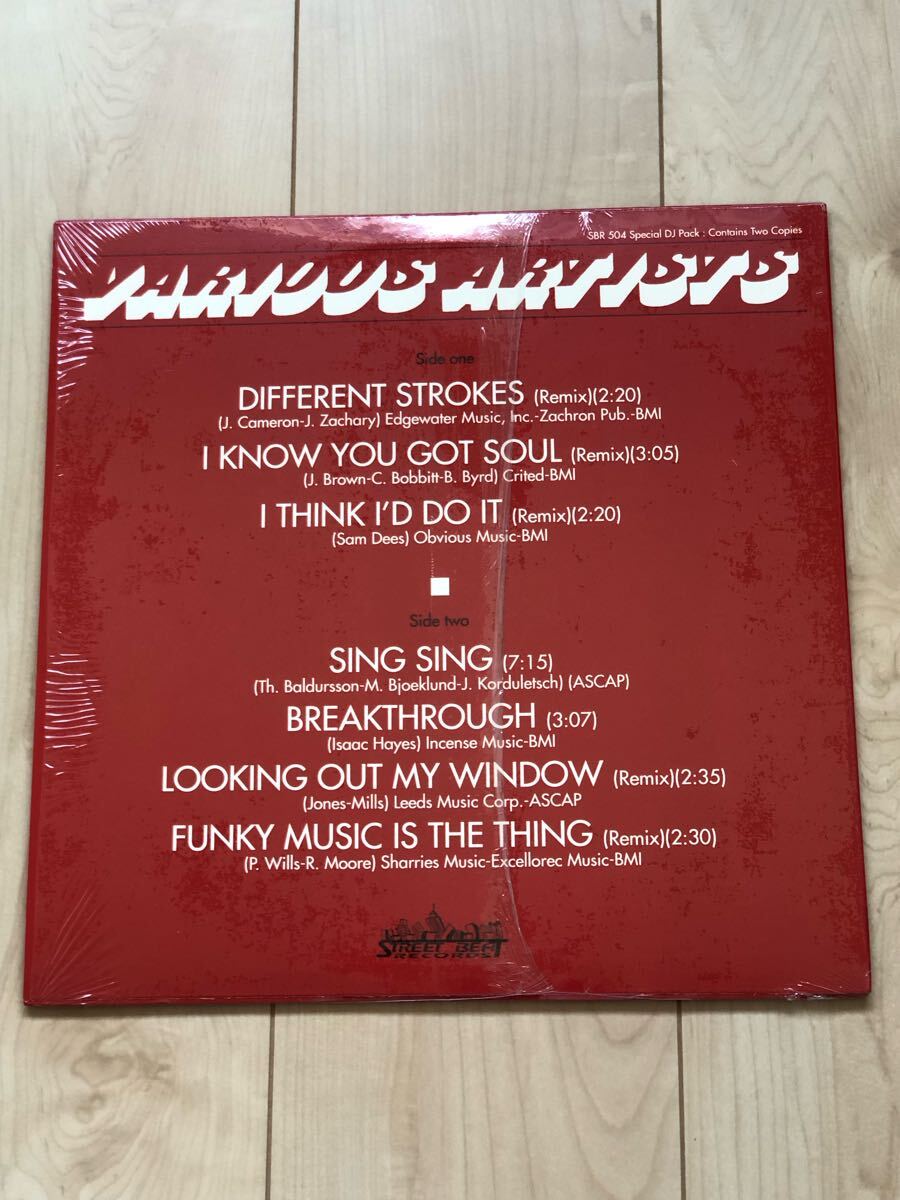 SBR 504 Special DJ Pack : Contains Two Copies
VARIOUS ARTISTS
Side one
DIFFERENT STROKES (Remix)(2:20)
(J. Cameron-J. Zachary) Edgewater Music, Inc.-Zachron Pub.-BMI
I KNOW YOU GOT SOUL (Remix)(3:05)
(J. Brown-C. Bobbitt-B. Byrd) Crited-BMI
I THINK I'D DO IT (Remix)(2:20)
(Sam Dees) Obvious Music-BMI
Side two
SING SING (7:15)
(Th. Baldursson-M. Bjoeklund-J. Korduletsch) (ASCAP)
BREAKTHROUGH (3:07)
(Isaac Hayes) Incense Music-BMI
LOOKING OUT MY WINDOW (Remix)(2:35)
(Jones-Mills) Leeds Music Corp.-ASCAP
FUNKY MUSIC IS THE THING (Remix)(2:30)
(P. Wills-R. Moore) Sharries Music-Excellorec Music-BMI
STREET BEAT
RECORDS